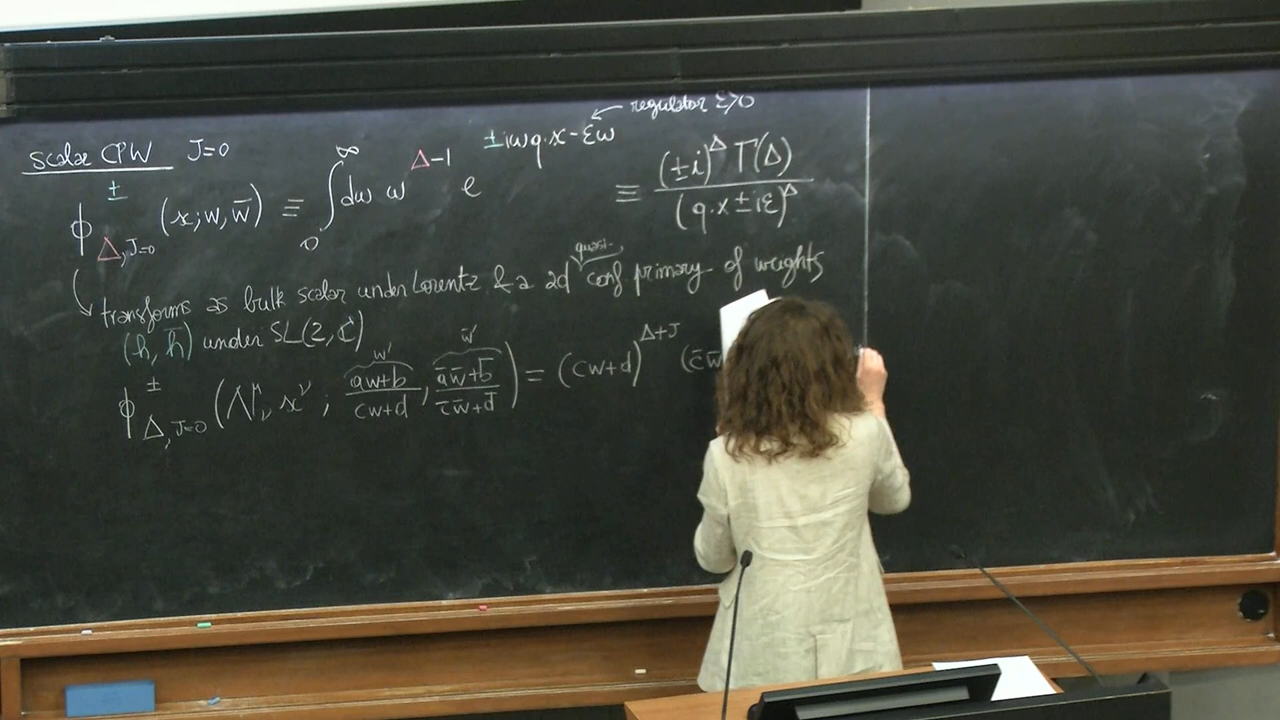 regulator ε>0
scalar CPW J=0
ϕ^±_{Δ,J=0} (x;w,w̄) ≡ ∫_0^∞ dω ω^{Δ-1} e^{±iωq·x-εω} ≡ (±i)^Δ Γ(Δ) / (q·x±iε)^Δ
quasi-
transforms as bulk scalar under Lorentz & a 2d conf primary of weights
(h, h̄) under SL(2,ℂ)
w' w̄'
ϕ^±_{Δ,J=0} (Λ^μ_ν x^ν ; aw+b / cw+d , āw̄+b̄ / c̄w̄+d̄) = (cw+d)^{Δ+J} (c̄w̄